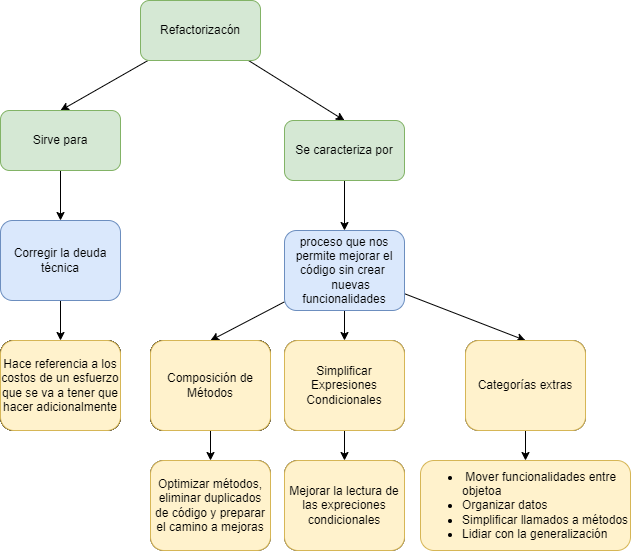 Refactorizacón
Sirve para
Se caracteriza por
Corregir la deuda
técnica
proceso que nos
permite mejorar el
código sin crear
nuevas
funcionalidades
Hace referencia a los
costos de un esfuerzo
que se va a tener que
hacer adicionalmente
Composición de
Métodos
Simplificar
Expresiones
Condicionales
Categorías extras
Optimizar métodos,
eliminar duplicados
de código y preparar
el camino a mejoras
Mejorar la lectura de
las expreciones
condicionales
• Mover funcionalidades entre
objetoa
• Organizar datos
• Simplificar llamados a métodos
• Lidiar con la generalización